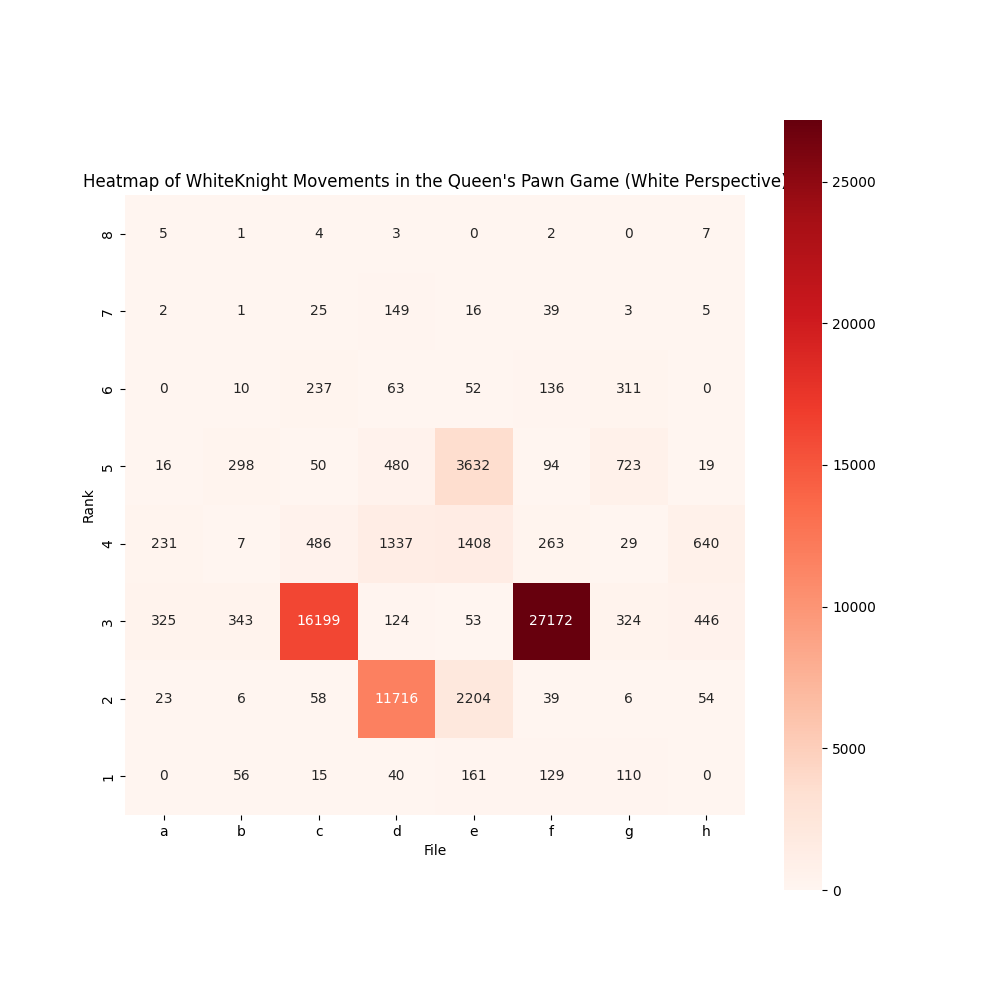 Heatmap of WhiteKnight Movements in the Queen's Pawn Game (White Perspective)
25000
20000
15000
10000
5000
0
Rank
8 5 1 4 3 0 2 0 7
7 2 1 25 149 16 39 3 5
6 0 10 237 63 52 136 311 0
5 16 298 50 480 3632 94 723 19
4 231 7 486 1337 1408 263 29 640
3 325 343 16199 124 53 27172 324 446
2 23 6 58 11716 2204 39 6 54
1 0 56 15 40 161 129 110 0
a b c d e f g h
File